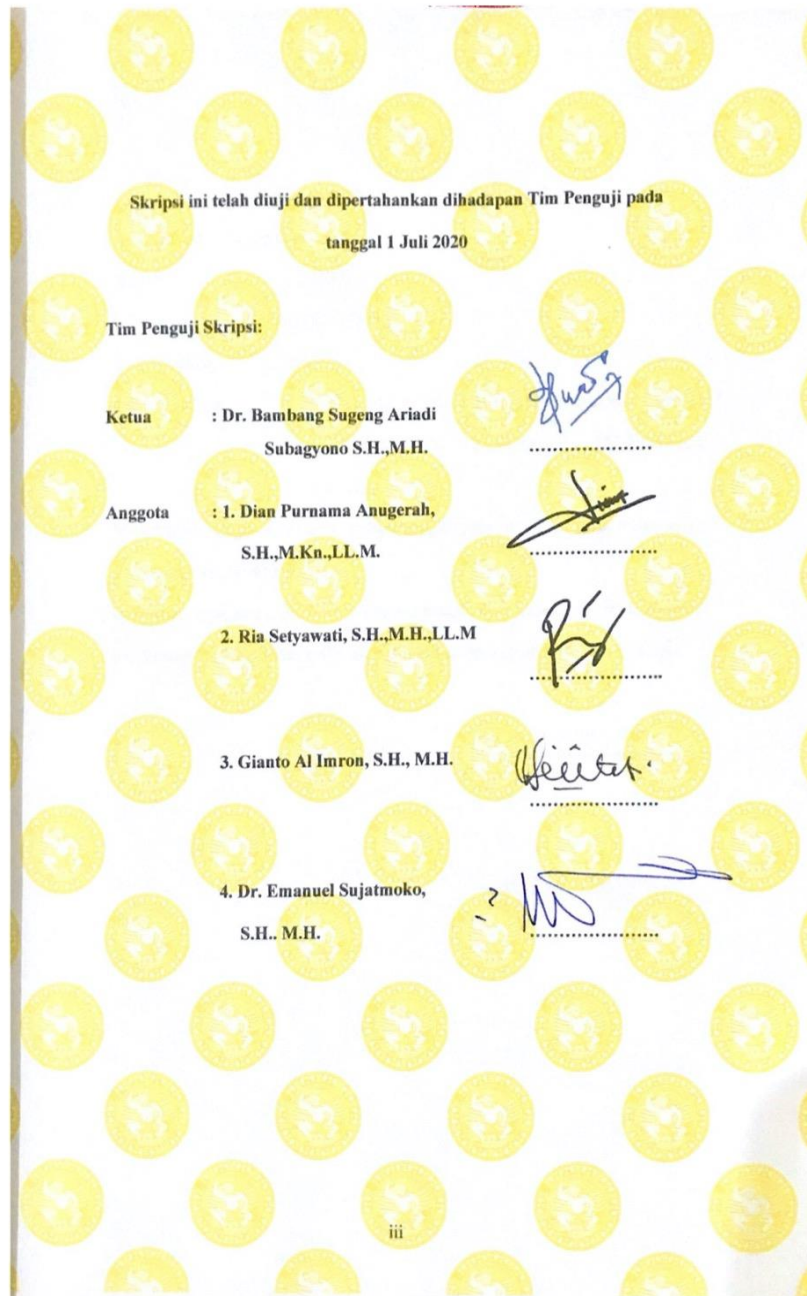 Skripsi ini telah diuji dan dipertahankan dihadapan Tim Penguji pada
tanggal 1 Juli 2020
Tim Penguji Skripsi:
Ketua : Dr. Bambang Sugeng Ariadi
Subagyono S.H.,M.H. .....................
Anggota : 1. Dian Purnama Anugerah,
S.H.,M.Kn.,LL.M. ......................
2. Ria Setyawati, S.H.,M.H.,LL.M
.......................
3. Gianto Al Imron, S.H., M.H.
......................
4. Dr. Emanuel Sujatmoko,
S.H.. M.H. ......................
iii